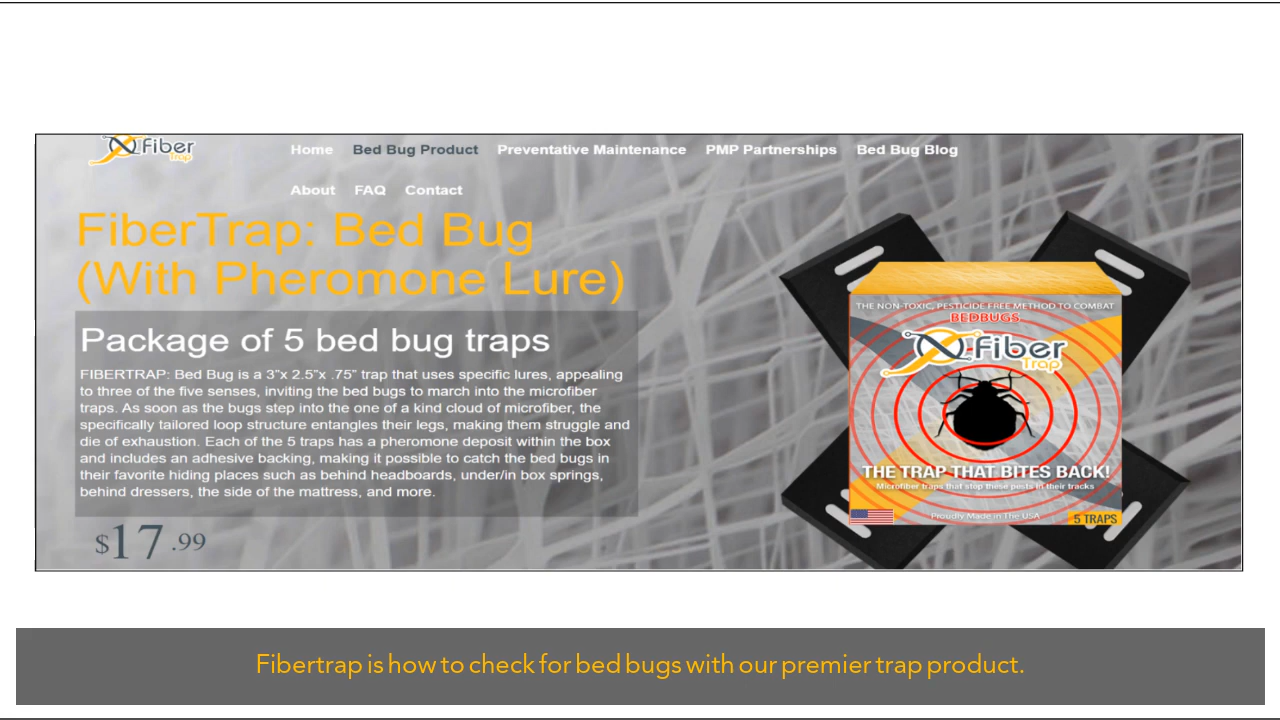 Fiber
Trap
Home Bed Bug Product Preventative Maintenance PMP Partnerships Bed Bug Blog
About FAQ Contact
FiberTrap: Bed Bug
(With Pheromone Lure)
Package of 5 bed bug traps
FIBERTRAP: Bed Bug is a 3"x 2.5"x .75" trap that uses specific lures, appealing
to three of the five senses, inviting the bed bugs to march into the microfiber
traps. As soon as the bugs step into the one of a kind cloud of microfiber, the
specifically tailored loop structure entangles their legs, making them struggle and
die of exhaustion. Each of the 5 traps has a pheromone deposit within the box
and includes an adhesive backing, making it possible to catch the bed bugs in
their favorite hiding places such as behind headboards, under/in box springs,
behind dressers, the side of the mattress, and more.
$17.99
THE NON-TOXIC, PESTICIDE FREE METHOD TO COMBAT
BEDBUGS
Fiber
Trap
THE TRAP THAT BITES BACK!
Microfiber traps that stop these pests in their tracks
Proudly Made in The USA
5 TRAPS
Fibertrap is how to check for bed bugs with our premier trap product.